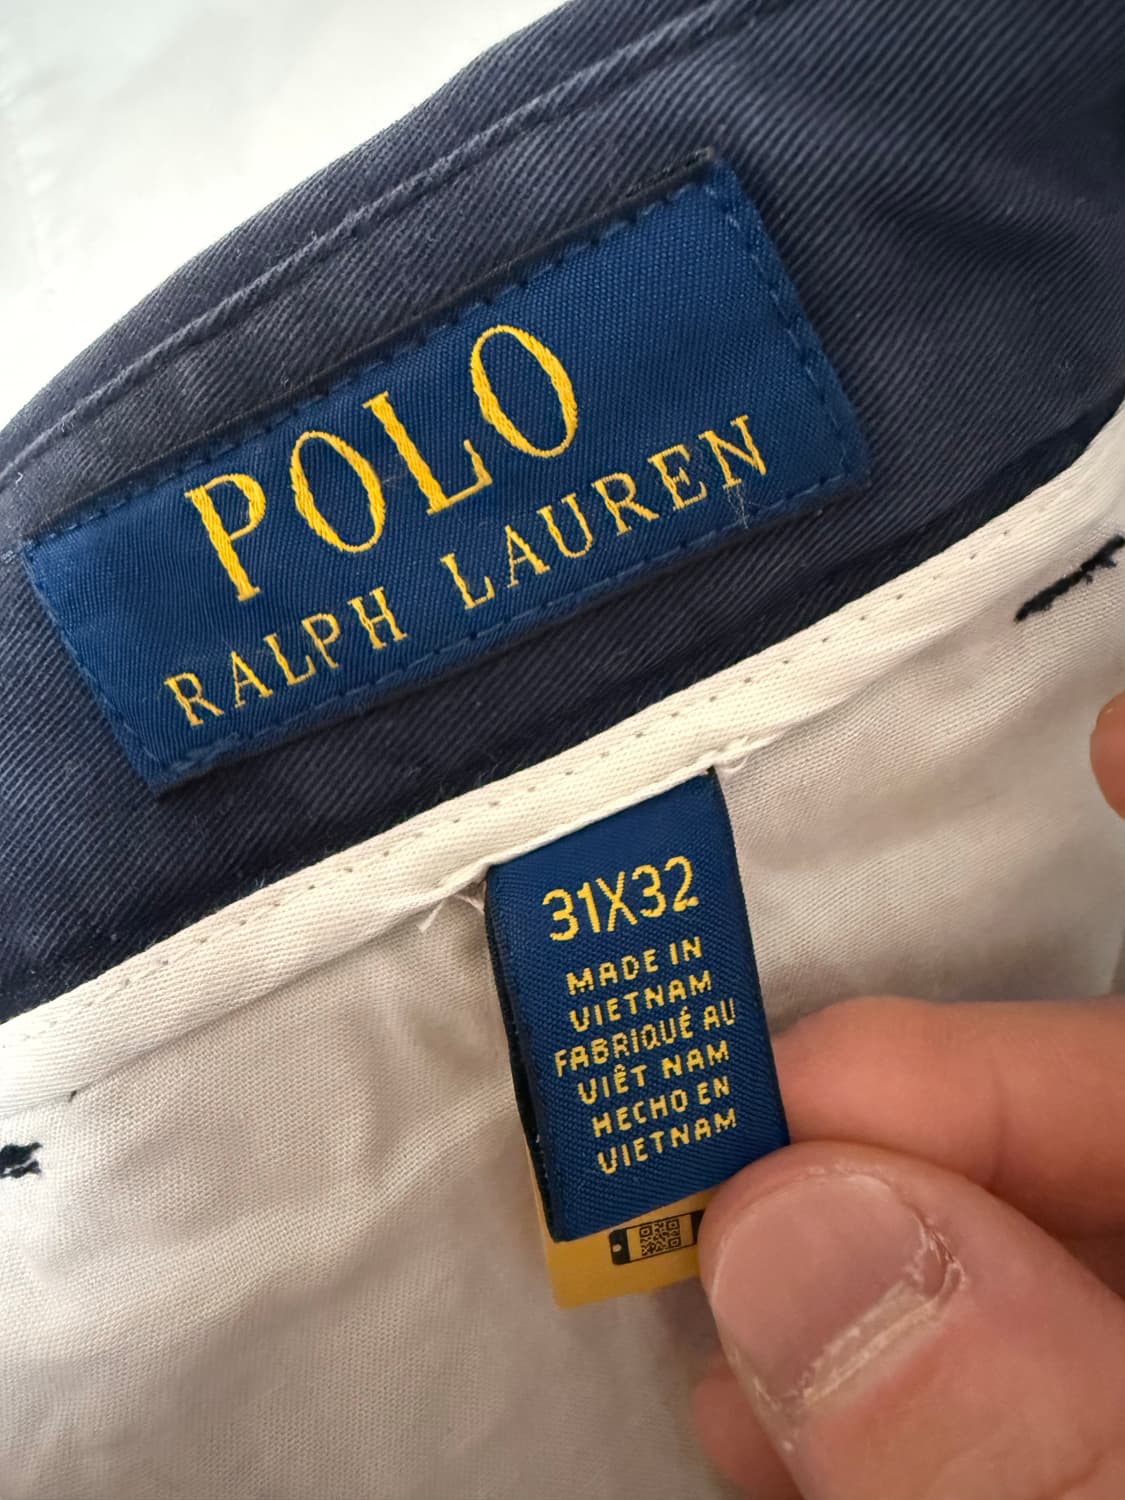 POLO
RALPH LAUREN
31X32
MADE IN
VIETNAM
FABRIQUÉ AU
VIÊT NAM
HECHO EN
VIETNAM